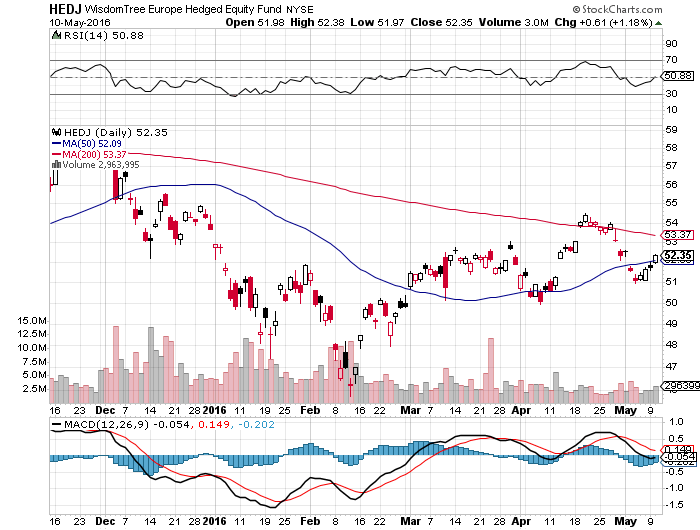 HEDJ WisdomTree Europe Hedged Equity Fund NYSE © StockCharts.com
10-May-2016 Open 51.98 High 52.38 Low 51.97 Close 52.35 Volume 3.0M Chg +0.61 (+1.18%)
RSI(14) 50.88
90
70
50.88
30
10
HEDJ (Daily) 52.35
MA(50) 52.09
MA(200) 53.37
Volume 2,963,995
59
58
57
56
55
54
53.37
53
52.35
51
50
49
48
47
15.0M
12.5M
10.0M
7.5M
5.0M
2.5M
296399
16 23 Dec 7 14 21 28 2016 11 19 25 Feb 8 16 22 Mar 7 14 21 28 Apr 11 18 25 May 9
MACD(12,26,9) -0.054, 0.149, -0.202
1.0
0.5
0.149
-0.054
-0.5
-1.0
-1.5
16 23 Dec 7 14 21 28 2016 11 19 25 Feb 8 16 22 Mar 7 14 21 28 Apr 11 18 25 May 9